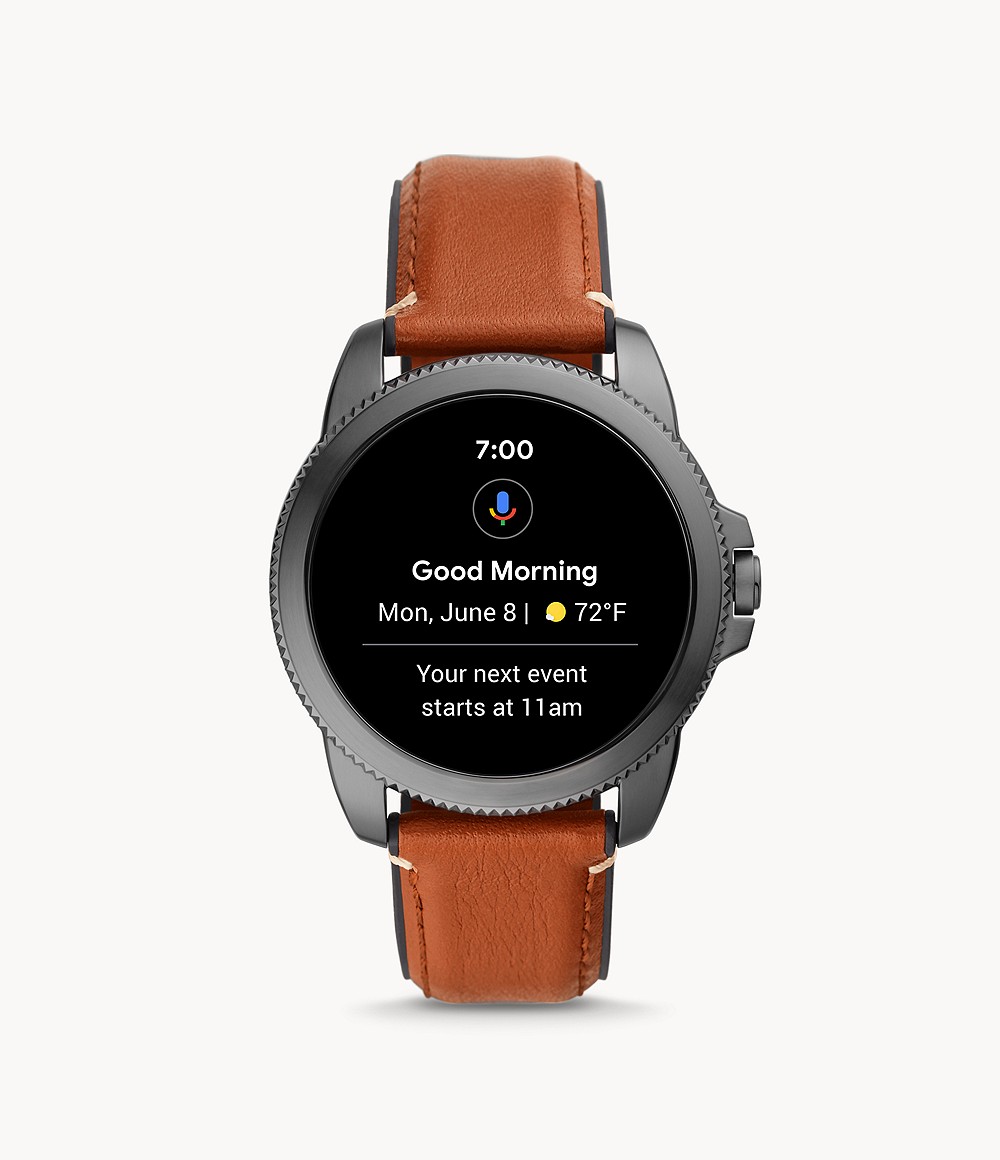 7:00
Good Morning
Mon, June 8 | 72°F
Your next event
starts at 11am